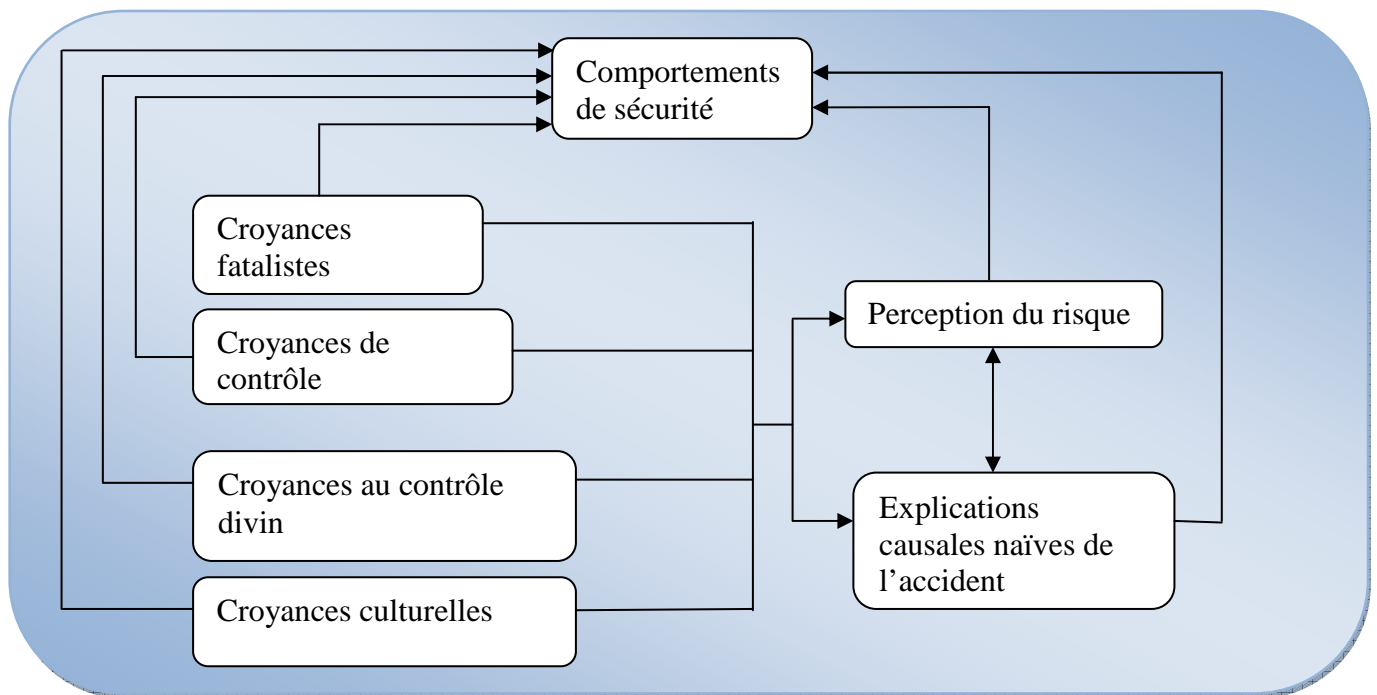 Comportements
de sécurité
Croyances
fatalistes
Croyances de
contrôle
Perception du risque
Croyances au contrôle
divin
Explications
causales naïves de
l’accident
Croyances culturelles